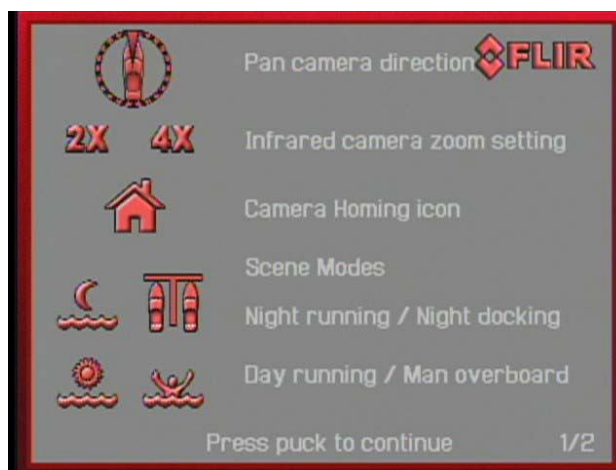 Pan camera direction
FLIR
2X 4X Infrared camera zoom setting
Camera Homing icon
Scene Modes
Night running / Night docking
Day running / Man overboard
Press puck to continue 1/2